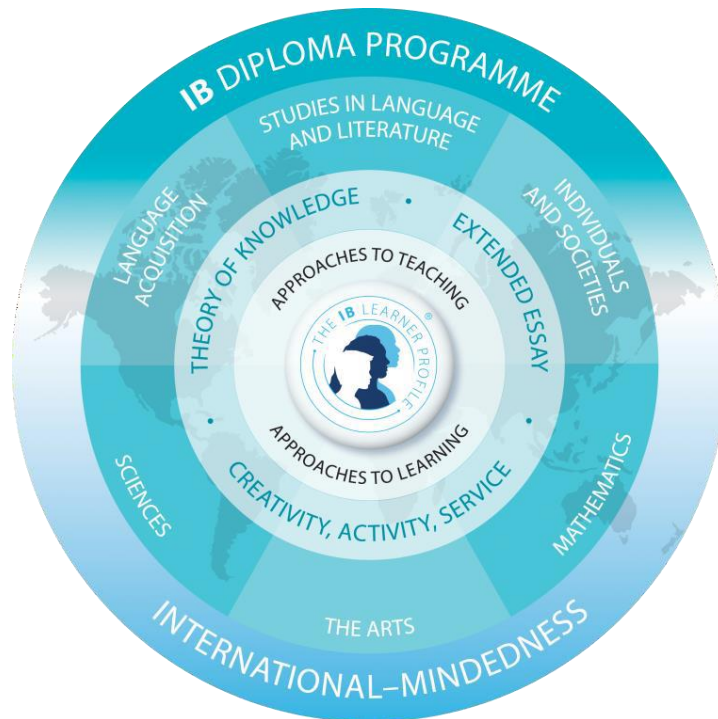 IB DIPLOMA PROGRAMME
STUDIES IN LANGUAGE
AND LITERATURE
LANGUAGE
ACQUISITION
INDIVIDUALS
AND SOCIETIES
THEORY OF KNOWLEDGE
•
EXTENDED ESSAY
APPROACHES TO TEACHING
THE IB LEARNER PROFILE
®
APPROACHES TO LEARNING
•
•
CREATIVITY, ACTIVITY, SERVICE
SCIENCES
MATHEMATICS
THE ARTS
INTERNATIONAL–MINDEDNESS